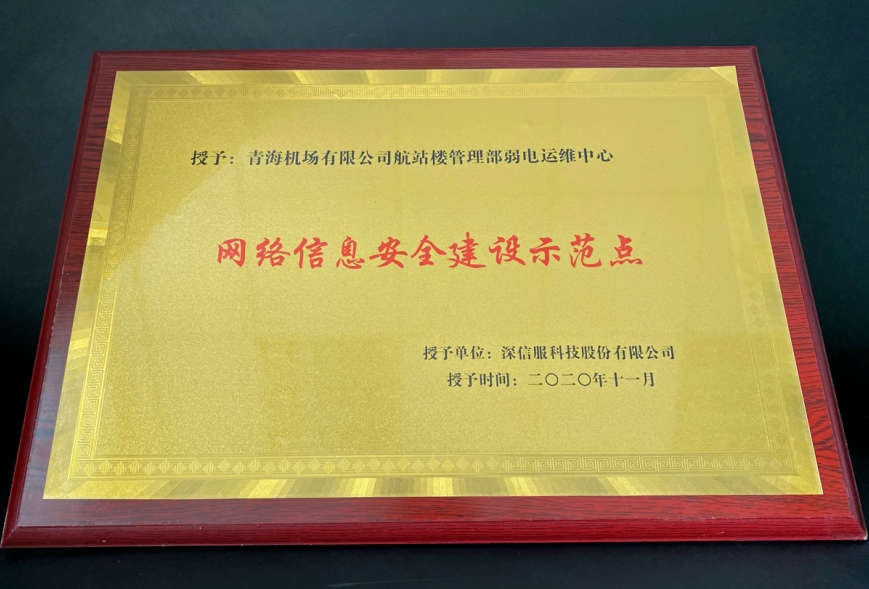 授予：青海机场有限公司航站楼管理部弱电运维中心
网络信息安全建设示范点
授予单位：深信服科技股份有限公司
授予时间：二〇二〇年十一月